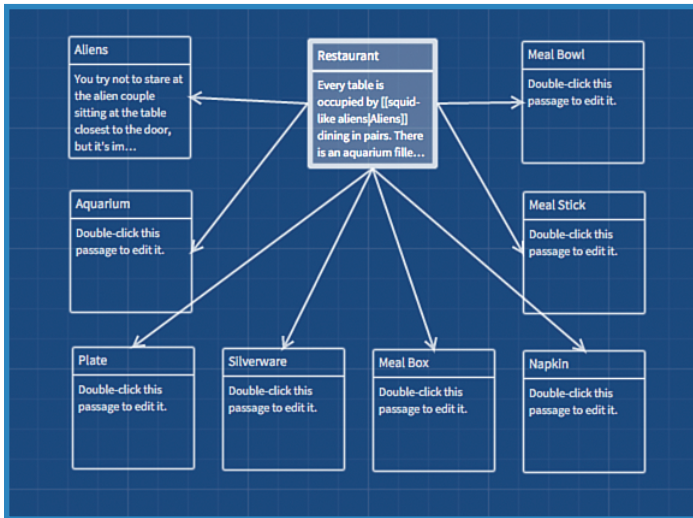 Aliens
You try not to stare at
the alien couple
sitting at the table
closest to the door,
but it's im...
Restaurant
Every table is
occupied by [[squid-
like aliens|Aliens]]
dining in pairs. There
is an aquarium fille...
Meal Bowl
Double-click this
passage to edit it.
Aquarium
Double-click this
passage to edit it.
Meal Stick
Double-click this
passage to edit it.
Plate
Double-click this
passage to edit it.
Silverware
Double-click this
passage to edit it.
Meal Box
Double-click this
passage to edit it.
Napkin
Double-click this
passage to edit it.